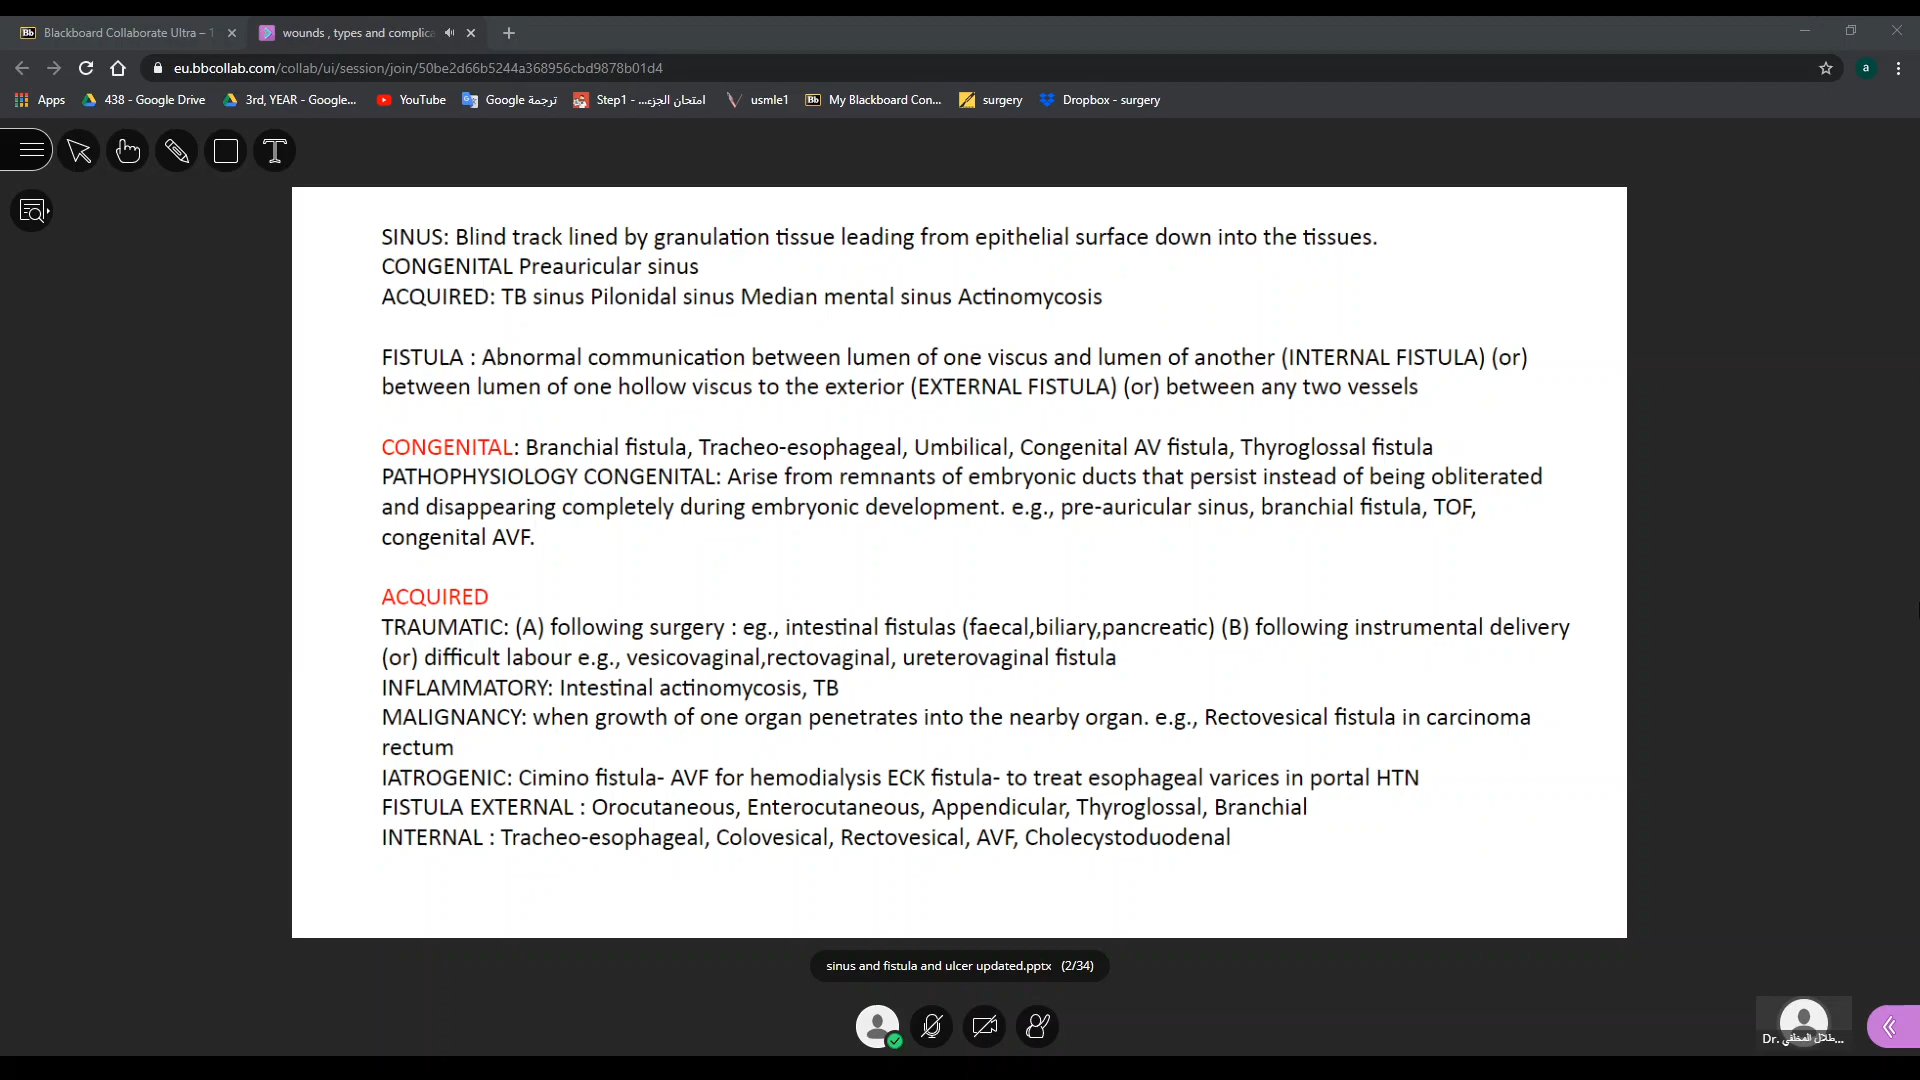 Blackboard Collaborate Ultra – 1
wounds , types and complica
eu.bbcollab.com/collab/ui/session/join/50be2d66b5244a368956cbd9878b01d4
a
Apps
438 - Google Drive
3rd, YEAR - Google...
YouTube
ترجمة Google
Step1 - ...امتحان الجزء
usmle1
Bb My Blackboard Con...
surgery
Dropbox - surgery
SINUS: Blind track lined by granulation tissue leading from epithelial surface down into the tissues.
CONGENITAL Preauricular sinus
ACQUIRED: TB sinus Pilonidal sinus Median mental sinus Actinomycosis
FISTULA : Abnormal communication between lumen of one viscus and lumen of another (INTERNAL FISTULA) (or)
between lumen of one hollow viscus to the exterior (EXTERNAL FISTULA) (or) between any two vessels
CONGENITAL: Branchial fistula, Tracheo-esophageal, Umbilical, Congenital AV fistula, Thyroglossal fistula
PATHOPHYSIOLOGY CONGENITAL: Arise from remnants of embryonic ducts that persist instead of being obliterated
and disappearing completely during embryonic development. e.g., pre-auricular sinus, branchial fistula, TOF,
congenital AVF.
ACQUIRED
TRAUMATIC: (A) following surgery : eg., intestinal fistulas (faecal,biliary,pancreatic) (B) following instrumental delivery
(or) difficult labour e.g., vesicovaginal,rectovaginal, ureterovaginal fistula
INFLAMMATORY: Intestinal actinomycosis, TB
MALIGNANCY: when growth of one organ penetrates into the nearby organ. e.g., Rectovesical fistula in carcinoma
rectum
IATROGENIC: Cimino fistula- AVF for hemodialysis ECK fistula- to treat esophageal varices in portal HTN
FISTULA EXTERNAL : Orocutaneous, Enterocutaneous, Appendicular, Thyroglossal, Branchial
INTERNAL : Tracheo-esophageal, Colovesical, Rectovesical, AVF, Cholecystoduodenal
sinus and fistula and ulcer updated.pptx (2/34)
Dr. طلال